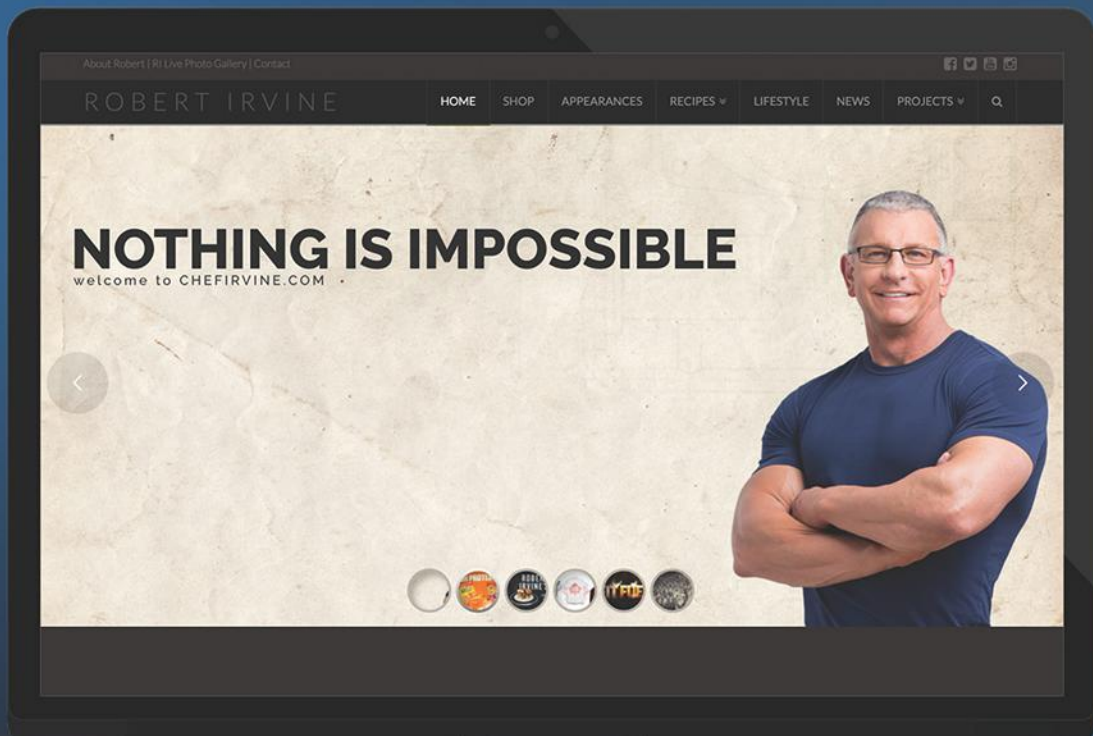 About Robert | RI Live Photo Gallery | Contact
ROBERT IRVINE
HOME SHOP APPEARANCES RECIPES LIFESTYLE NEWS PROJECTS
NOTHING IS IMPOSSIBLE
welcome to CHEFIRVINE.COM